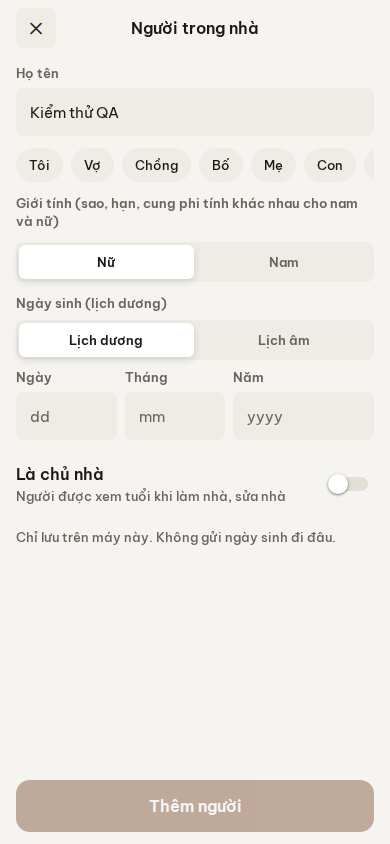 Người trong nhà
Họ tên
Kiểm thử QA
Tôi Vợ Chồng Bố Mẹ Con
Giới tính (sao, hạn, cung phi tính khác nhau cho nam
và nữ)
Nữ Nam
Ngày sinh (lịch dương)
Lịch dương Lịch âm
Ngày Tháng Năm
dd mm yyyy
Là chủ nhà
Người được xem tuổi khi làm nhà, sửa nhà
Chỉ lưu trên máy này. Không gửi ngày sinh đi đâu.
Thêm người